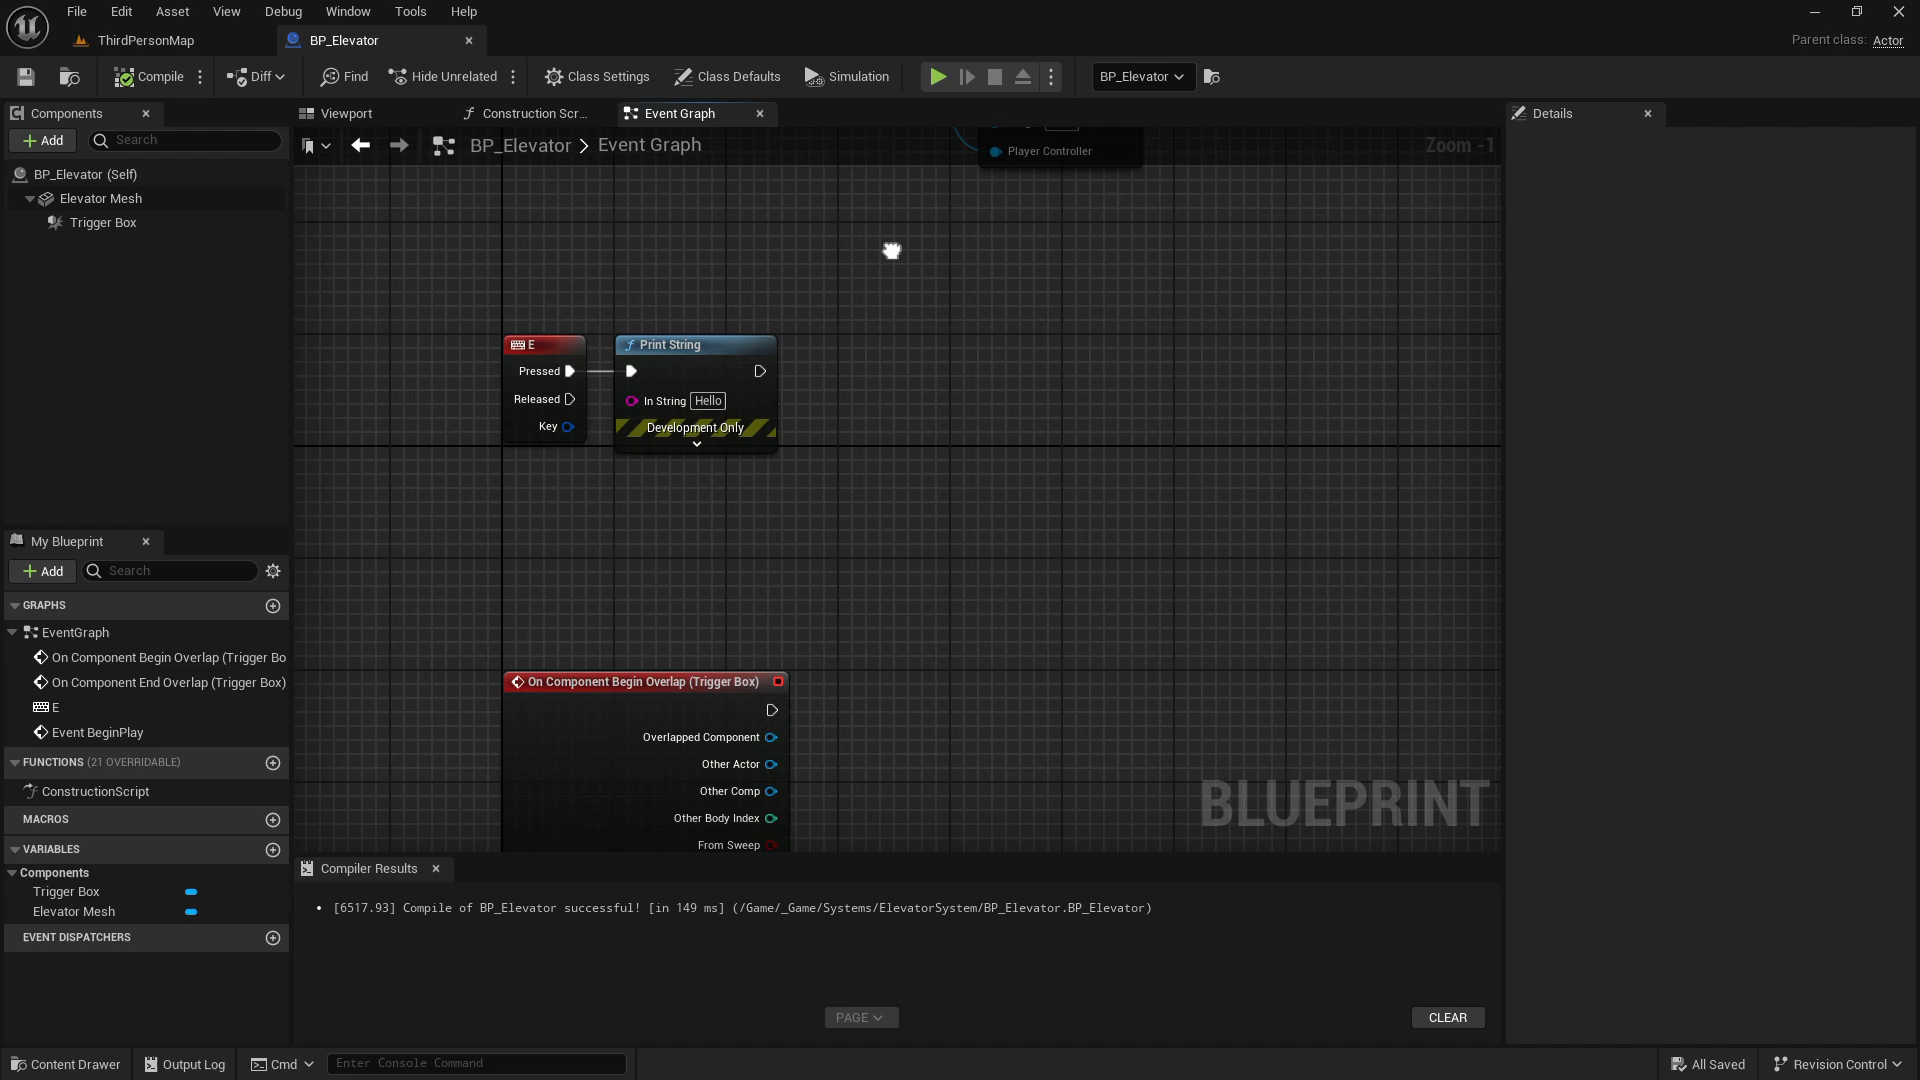 File Edit Asset View Debug Window Tools Help
ThirdPersonMap BP_Elevator
Parent class: Actor
Compile Diff Find Hide Unrelated Class Settings Class Defaults Simulation BP_Elevator
Components
Add Search
BP_Elevator (Self)
Elevator Mesh
Trigger Box
Viewport Construction Scr... Event Graph
BP_Elevator > Event Graph
Zoom -1
Player Controller
E
Pressed
Released
Key
Print String
In String Hello
Development Only
On Component Begin Overlap (Trigger Box)
Overlapped Component
Other Actor
Other Comp
Other Body Index
From Sweep
BLUEPRINT
Details
My Blueprint
Add Search
GRAPHS
EventGraph
On Component Begin Overlap (Trigger Bo
On Component End Overlap (Trigger Box)
E
Event BeginPlay
FUNCTIONS (21 OVERRIDABLE)
ConstructionScript
MACROS
VARIABLES
Components
Trigger Box
Elevator Mesh
EVENT DISPATCHERS
Compiler Results
[6517.93] Compile of BP_Elevator successful! [in 149 ms] (/Game/_Game/Systems/ElevatorSystem/BP_Elevator.BP_Elevator)
PAGE
CLEAR
Content Drawer Output Log Cmd Enter Console Command
All Saved Revision Control